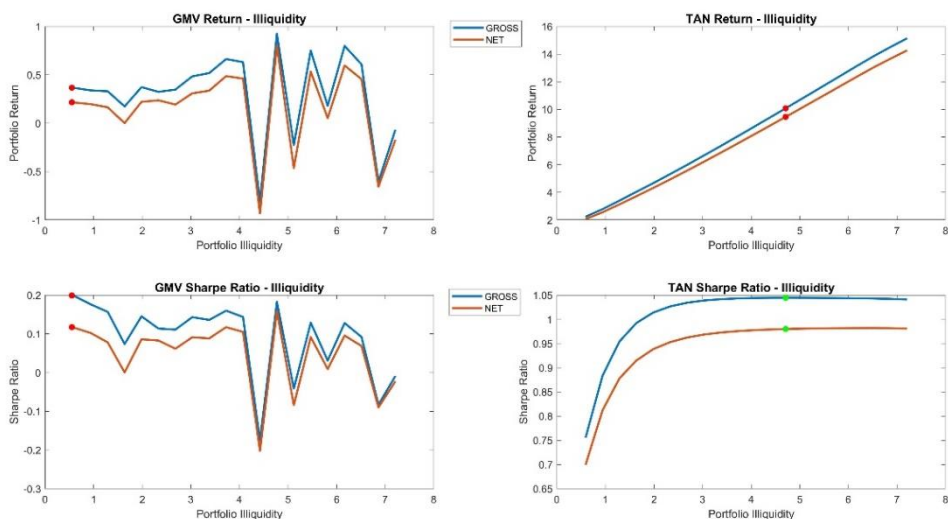 GMV Return - Illiquidity
1
0.5
0
-0.5
-1
Portfolio Return
0 1 2 3 4 5 6 7 8
Portfolio Illiquidity
GROSS
NET
TAN Return - Illiquidity
16
14
12
10
8
6
4
2
Portfolio Return
0 1 2 3 4 5 6 7 8
Portfolio Illiquidity
GMV Sharpe Ratio - Illiquidity
0.2
0.1
0
-0.1
-0.2
-0.3
Sharpe Ratio
0 1 2 3 4 5 6 7 8
Portfolio Illiquidity
GROSS
NET
TAN Sharpe Ratio - Illiquidity
1.05
1
0.95
0.9
0.85
0.8
0.75
0.7
0.65
Sharpe Ratio
0 1 2 3 4 5 6 7 8
Portfolio Illiquidity